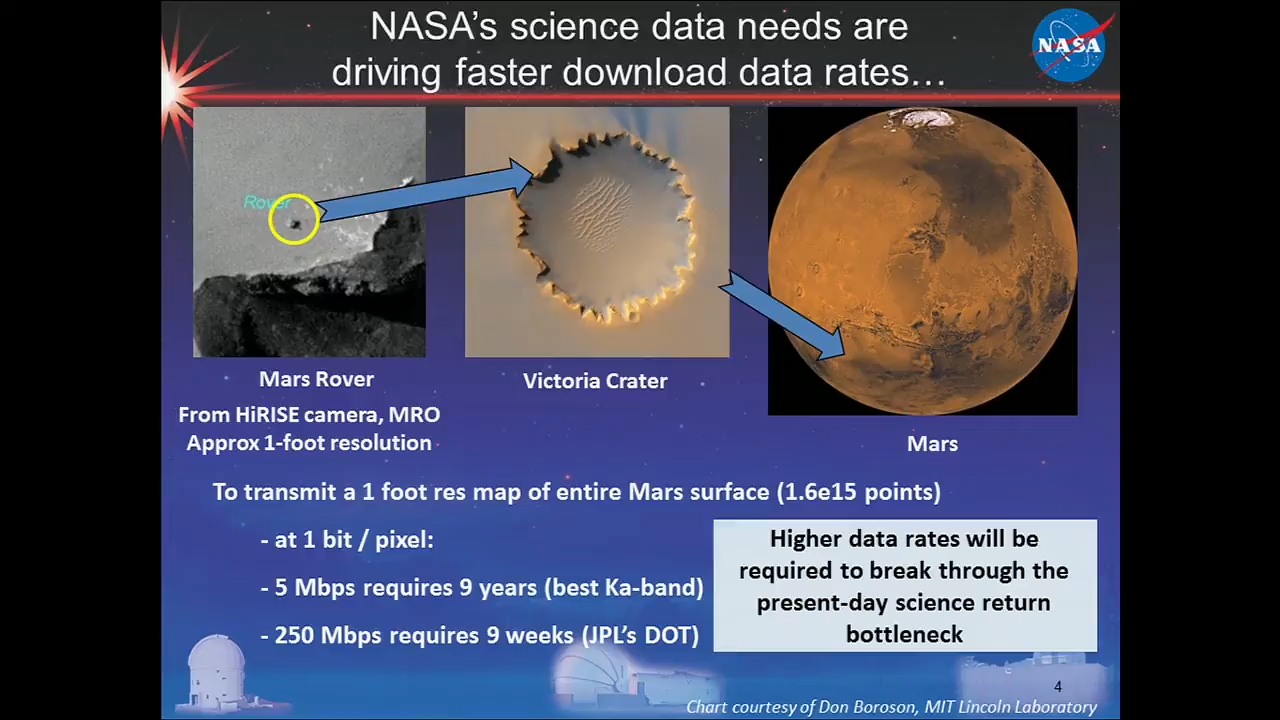 NASA's science data needs are
driving faster download data rates…
NASA
Rover
Mars Rover
From HiRISE camera, MRO
Approx 1-foot resolution
Victoria Crater
Mars
To transmit a 1 foot res map of entire Mars surface (1.6e15 points)
- at 1 bit / pixel:
- 5 Mbps requires 9 years (best Ka-band)
- 250 Mbps requires 9 weeks (JPL's DOT)
Higher data rates will be
required to break through the
present-day science return
bottleneck
4
Chart courtesy of Don Boroson, MIT Lincoln Laboratory